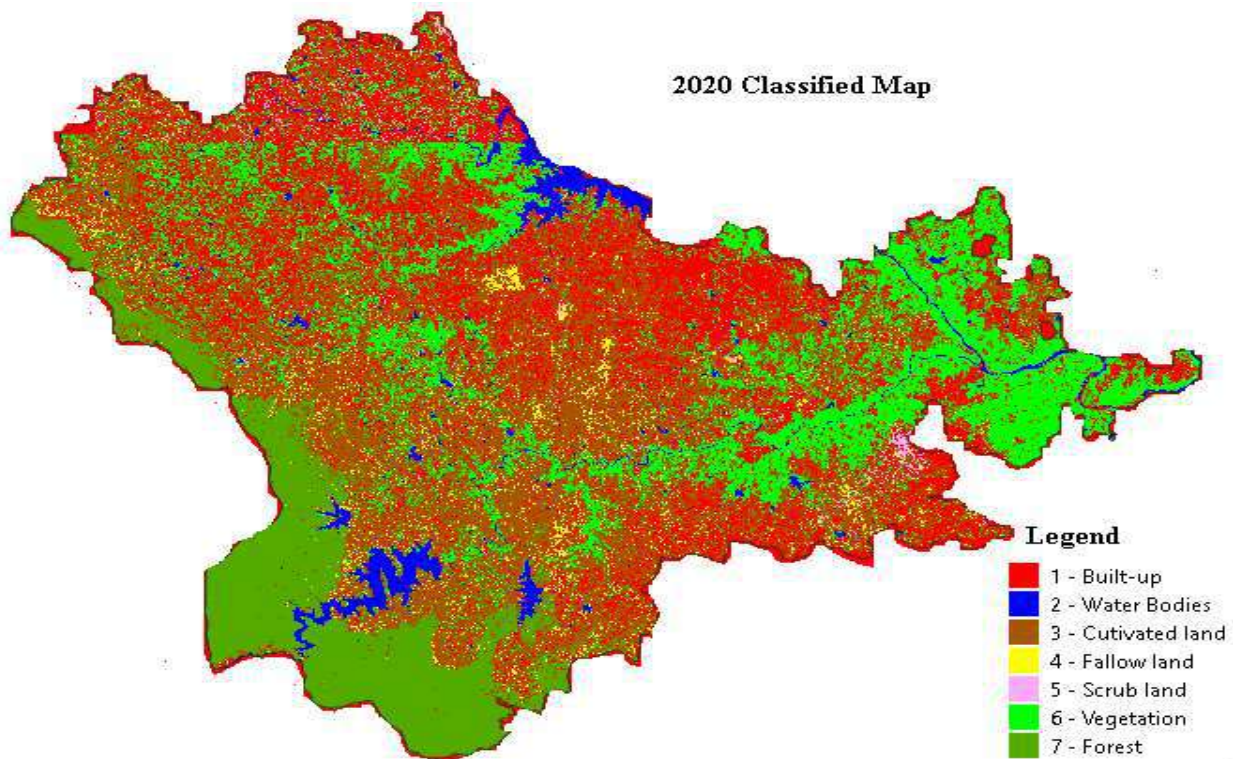 2020 Classified Map
Legend
1 - Built-up
2 - Water Bodies
3 - Cutivated land
4 - Fallow land
5 - Scrub land
6 - Vegetation
7 - Forest